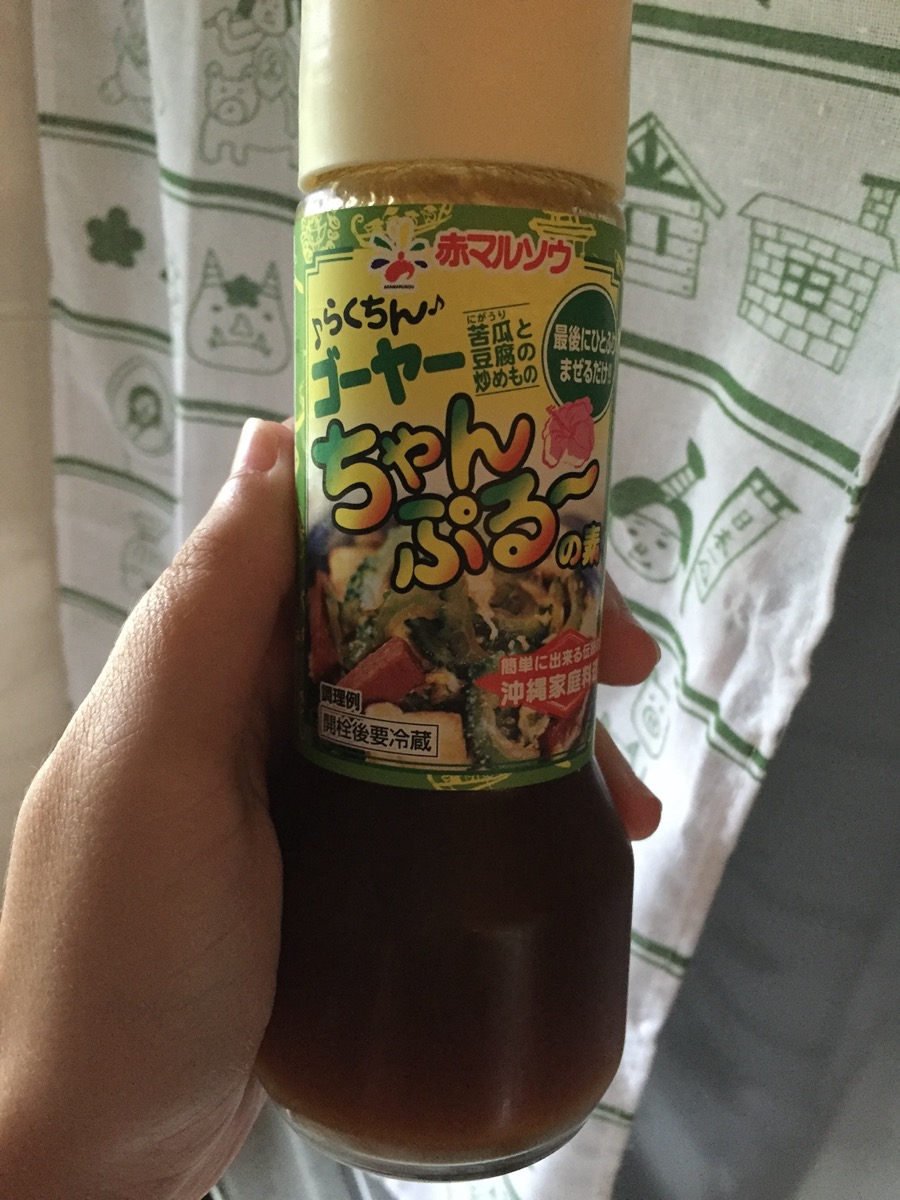 赤マルソウ
AKAMARUSOU
♪らくちん♪
ゴーヤー
にがうり
苦瓜と
豆腐の
炒めもの
最後にひとふり
まぜるだけ!!
ちゃん
ぷる～
の素
簡単に出来る
沖縄家庭料理
調理例
開栓後要冷蔵